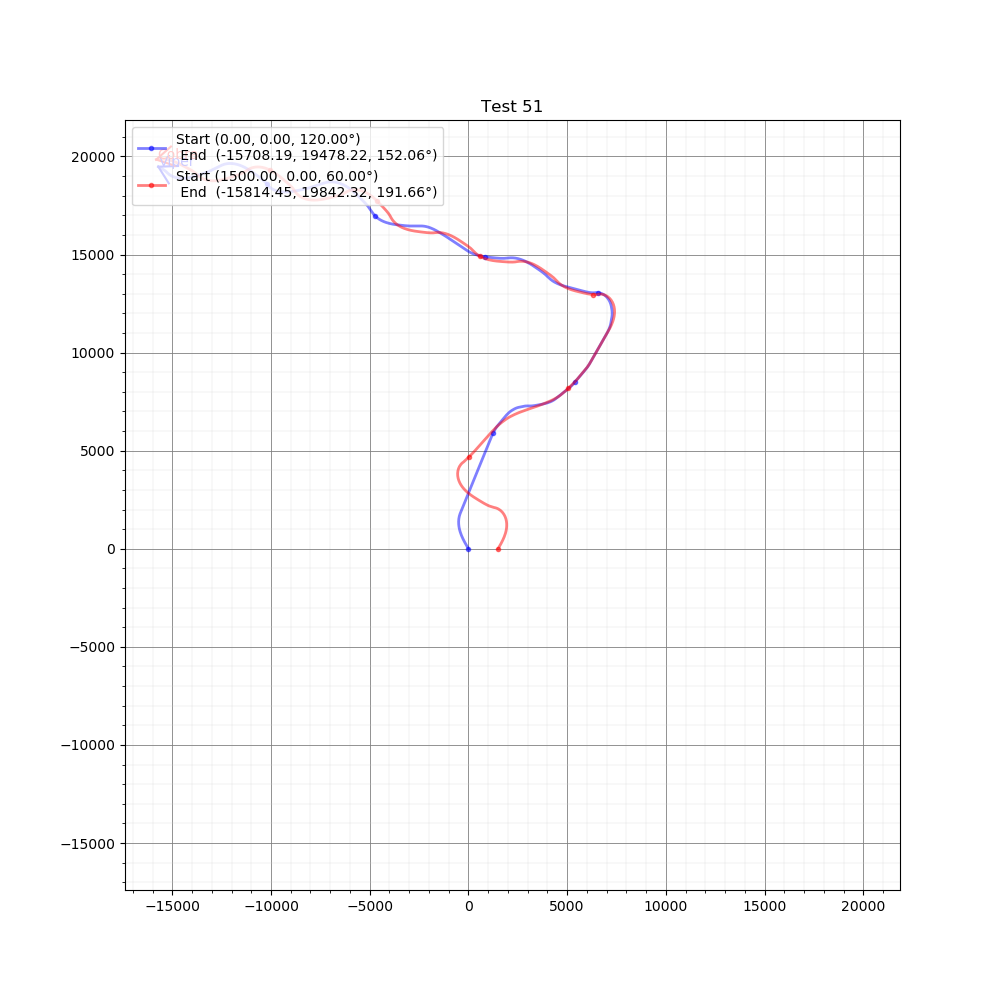 Test 51
Start (0.00, 0.00, 120.00°)
End (-15708.19, 19478.22, 152.06°)
Start (1500.00, 0.00, 60.00°)
End (-15814.45, 19842.32, 191.66°)
20000
15000
10000
5000
0
−5000
−10000
−15000
−15000 −10000 −5000 0 5000 10000 15000 20000